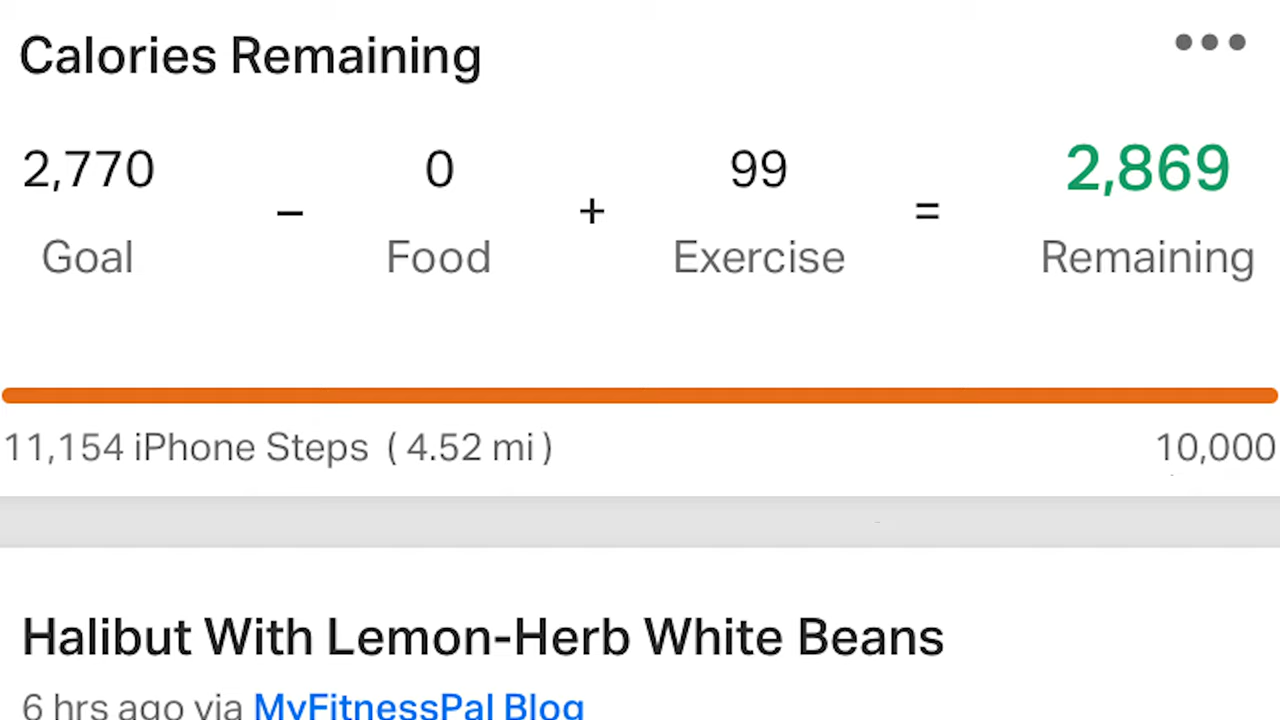 Calories Remaining
2,770 0 99 2,869
− + =
Goal Food Exercise Remaining
11,154 iPhone Steps (4.52 mi) 10,000
Halibut With Lemon-Herb White Beans
6 hrs ago via MyFitnessPal Blog